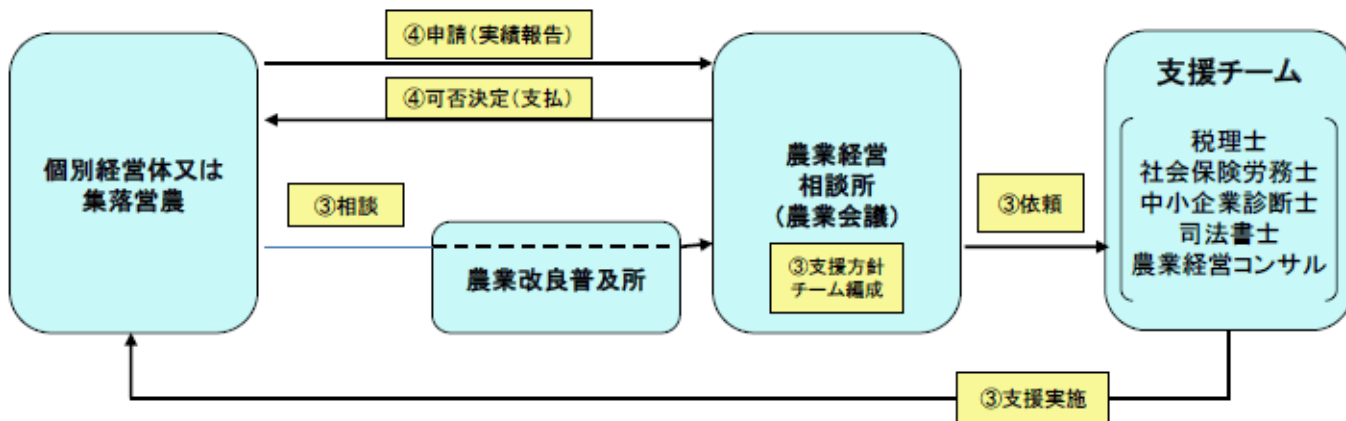 ④申請(実績報告)
④可否決定(支払)
個別経営体又は
集落営農
③相談
農業改良普及所
農業経営
相談所
(農業会議)
③支援方針
チーム編成
③依頼
支援チーム
税理士
社会保険労務士
中小企業診断士
司法書士
農業経営コンサル
③支援実施